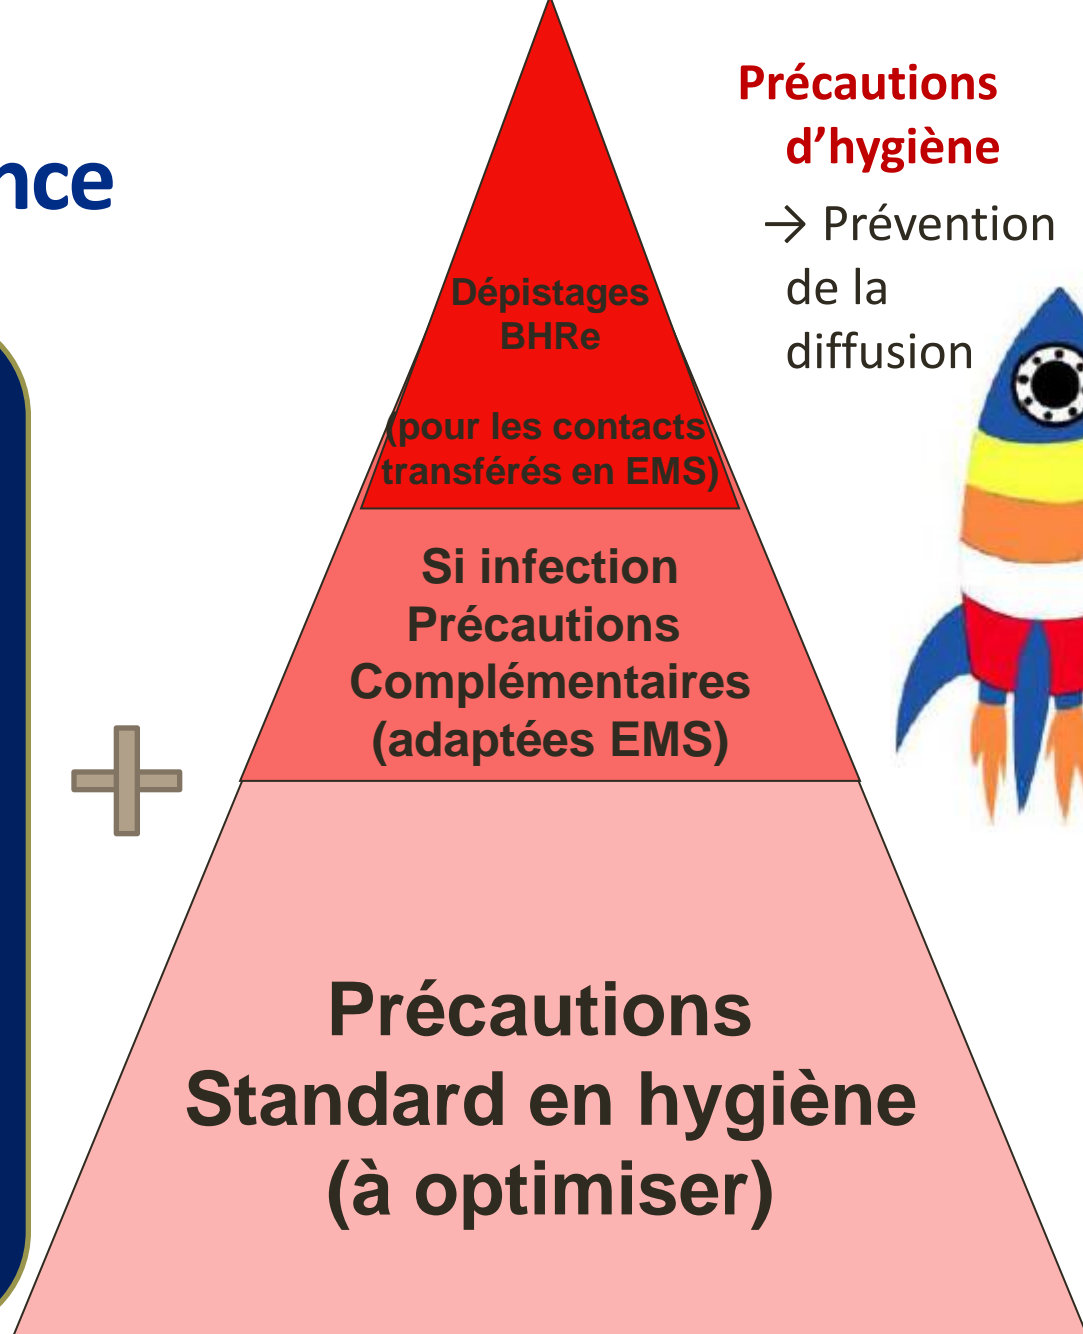 nce
Précautions
d’hygiène
→ Prévention
de la
diffusion
Dépistages
BHRe
(pour les contacts
transférés en EMS)
Si infection
Précautions
Complémentaires
(adaptées EMS)
Précautions
Standard en hygiène
(à optimiser)